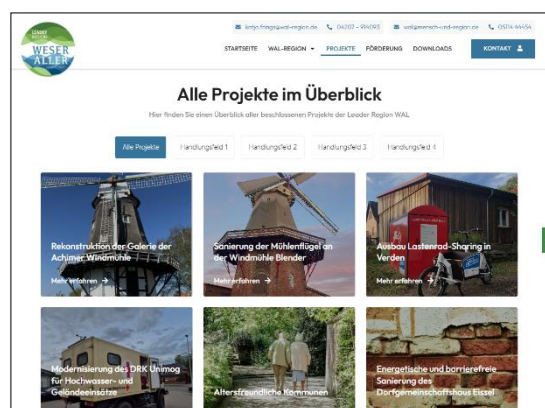 LEADER
REGION
WESER
ALLER
katja.frings@wal-region.de 04202 – 914093 wal@mensch-und-region.de 0511-44454
STARTSEITE WAL-REGION PROJEKTE FÖRDERUNG DOWNLOADS KONTAKT
Alle Projekte im Überblick
Hier finden Sie einen Überblick aller beschlossenen Projekte der Leader Region WAL
Alle Projekte Handlungsfeld 1 Handlungsfeld 2 Handlungsfeld 3 Handlungsfeld 4
Rekonstruktion der Galerie der
Achimer Windmühle
Mehr erfahren →
Sanierung der Mühlenflügel an
der Windmühle Blender
Mehr erfahren →
Ausbau Lastenrad-Sharing in
Verden
Mehr erfahren →
Modernisierung des DRK Unimog
für Hochwasser- und
Geländeeinsätze
Altersfreundliche Kommunen
Energetische und barrierefreie
Sanierung des
Dorfgemeinschaftshaus Eissel